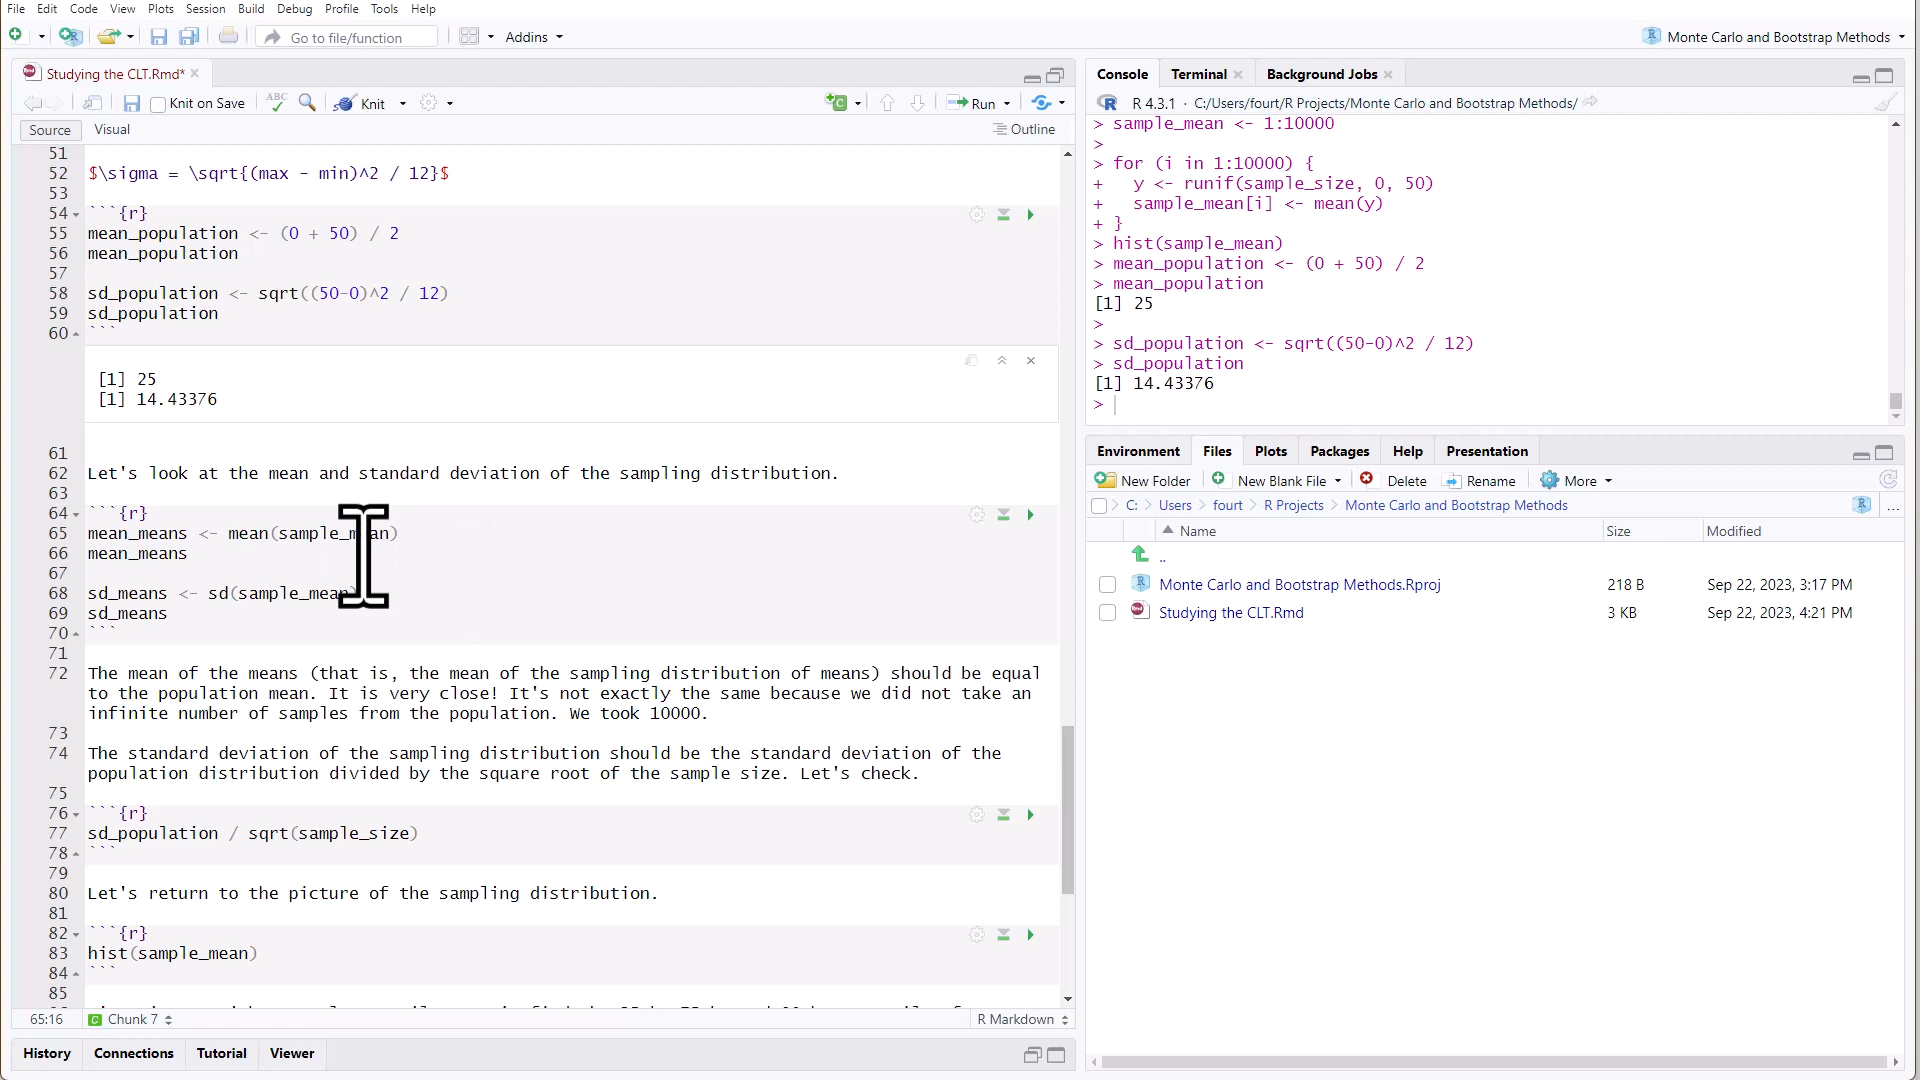 File Edit Code View Plots Session Build Debug Profile Tools Help
Go to file/function Addins Monte Carlo and Bootstrap Methods
Studying the CLT.Rmd*
Knit on Save ABC Knit Run
Source Visual Outline
51
52 $\sigma = \sqrt{(max - min)^2 / 12}$
53
54 ```{r}
55 mean_population <- (0 + 50) / 2
56 mean_population
57
58 sd_population <- sqrt((50-0)^2 / 12)
59 sd_population
60 ```
[1] 25
[1] 14.43376
61
62 Let's look at the mean and standard deviation of the sampling distribution.
63
64 ```{r}
65 mean_means <- mean(sample_mean)
66 mean_means
67
68 sd_means <- sd(sample_mean)
69 sd_means
70 ```
71
72 The mean of the means (that is, the mean of the sampling distribution of means) should be equal
to the population mean. It is very close! It's not exactly the same because we did not take an
infinite number of samples from the population. We took 10000.
73
74 The standard deviation of the sampling distribution should be the standard deviation of the
population distribution divided by the square root of the sample size. Let's check.
75
76 ```{r}
77 sd_population / sqrt(sample_size)
78 ```
79
80 Let's return to the picture of the sampling distribution.
81
82 ```{r}
83 hist(sample_mean)
84 ```
85
65:16 Chunk 7 R Markdown
History Connections Tutorial Viewer
Console Terminal Background Jobs
R 4.3.1 · C:/Users/fourt/R Projects/Monte Carlo and Bootstrap Methods/
> sample_mean <- 1:10000
>
> for (i in 1:10000) {
+ y <- runif(sample_size, 0, 50)
+ sample_mean[i] <- mean(y)
+ }
> hist(sample_mean)
> mean_population <- (0 + 50) / 2
> mean_population
[1] 25
>
> sd_population <- sqrt((50-0)^2 / 12)
> sd_population
[1] 14.43376
>
Environment Files Plots Packages Help Presentation
New Folder New Blank File Delete Rename More
C: Users fourt R Projects Monte Carlo and Bootstrap Methods ...
Name Size Modified
..
Monte Carlo and Bootstrap Methods.Rproj 218 B Sep 22, 2023, 3:17 PM
Studying the CLT.Rmd 3 KB Sep 22, 2023, 4:21 PM